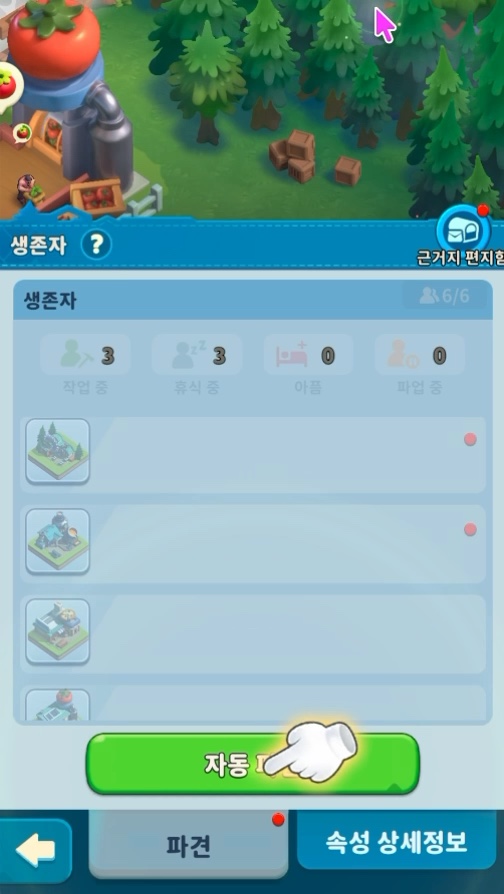 생존자 ?
근거지 편지함
생존자
6/6
3 3 0 0
작업 중 휴식 중 아픔 파업 중
자동
파견 속성 상세정보